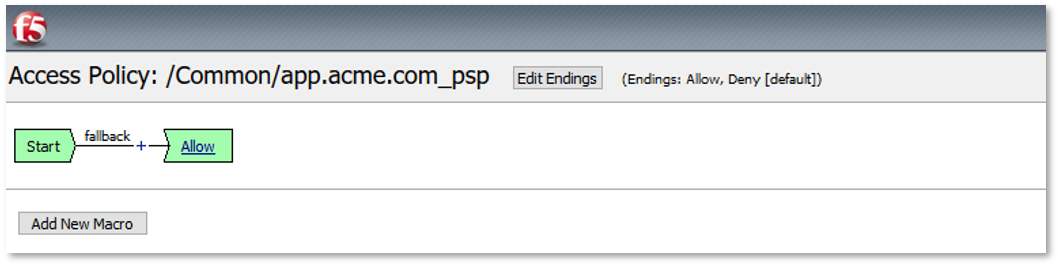 f5
Access Policy: /Common/app.acme.com_psp Edit Endings (Endings: Allow, Deny [default])
Start fallback + Allow
Add New Macro